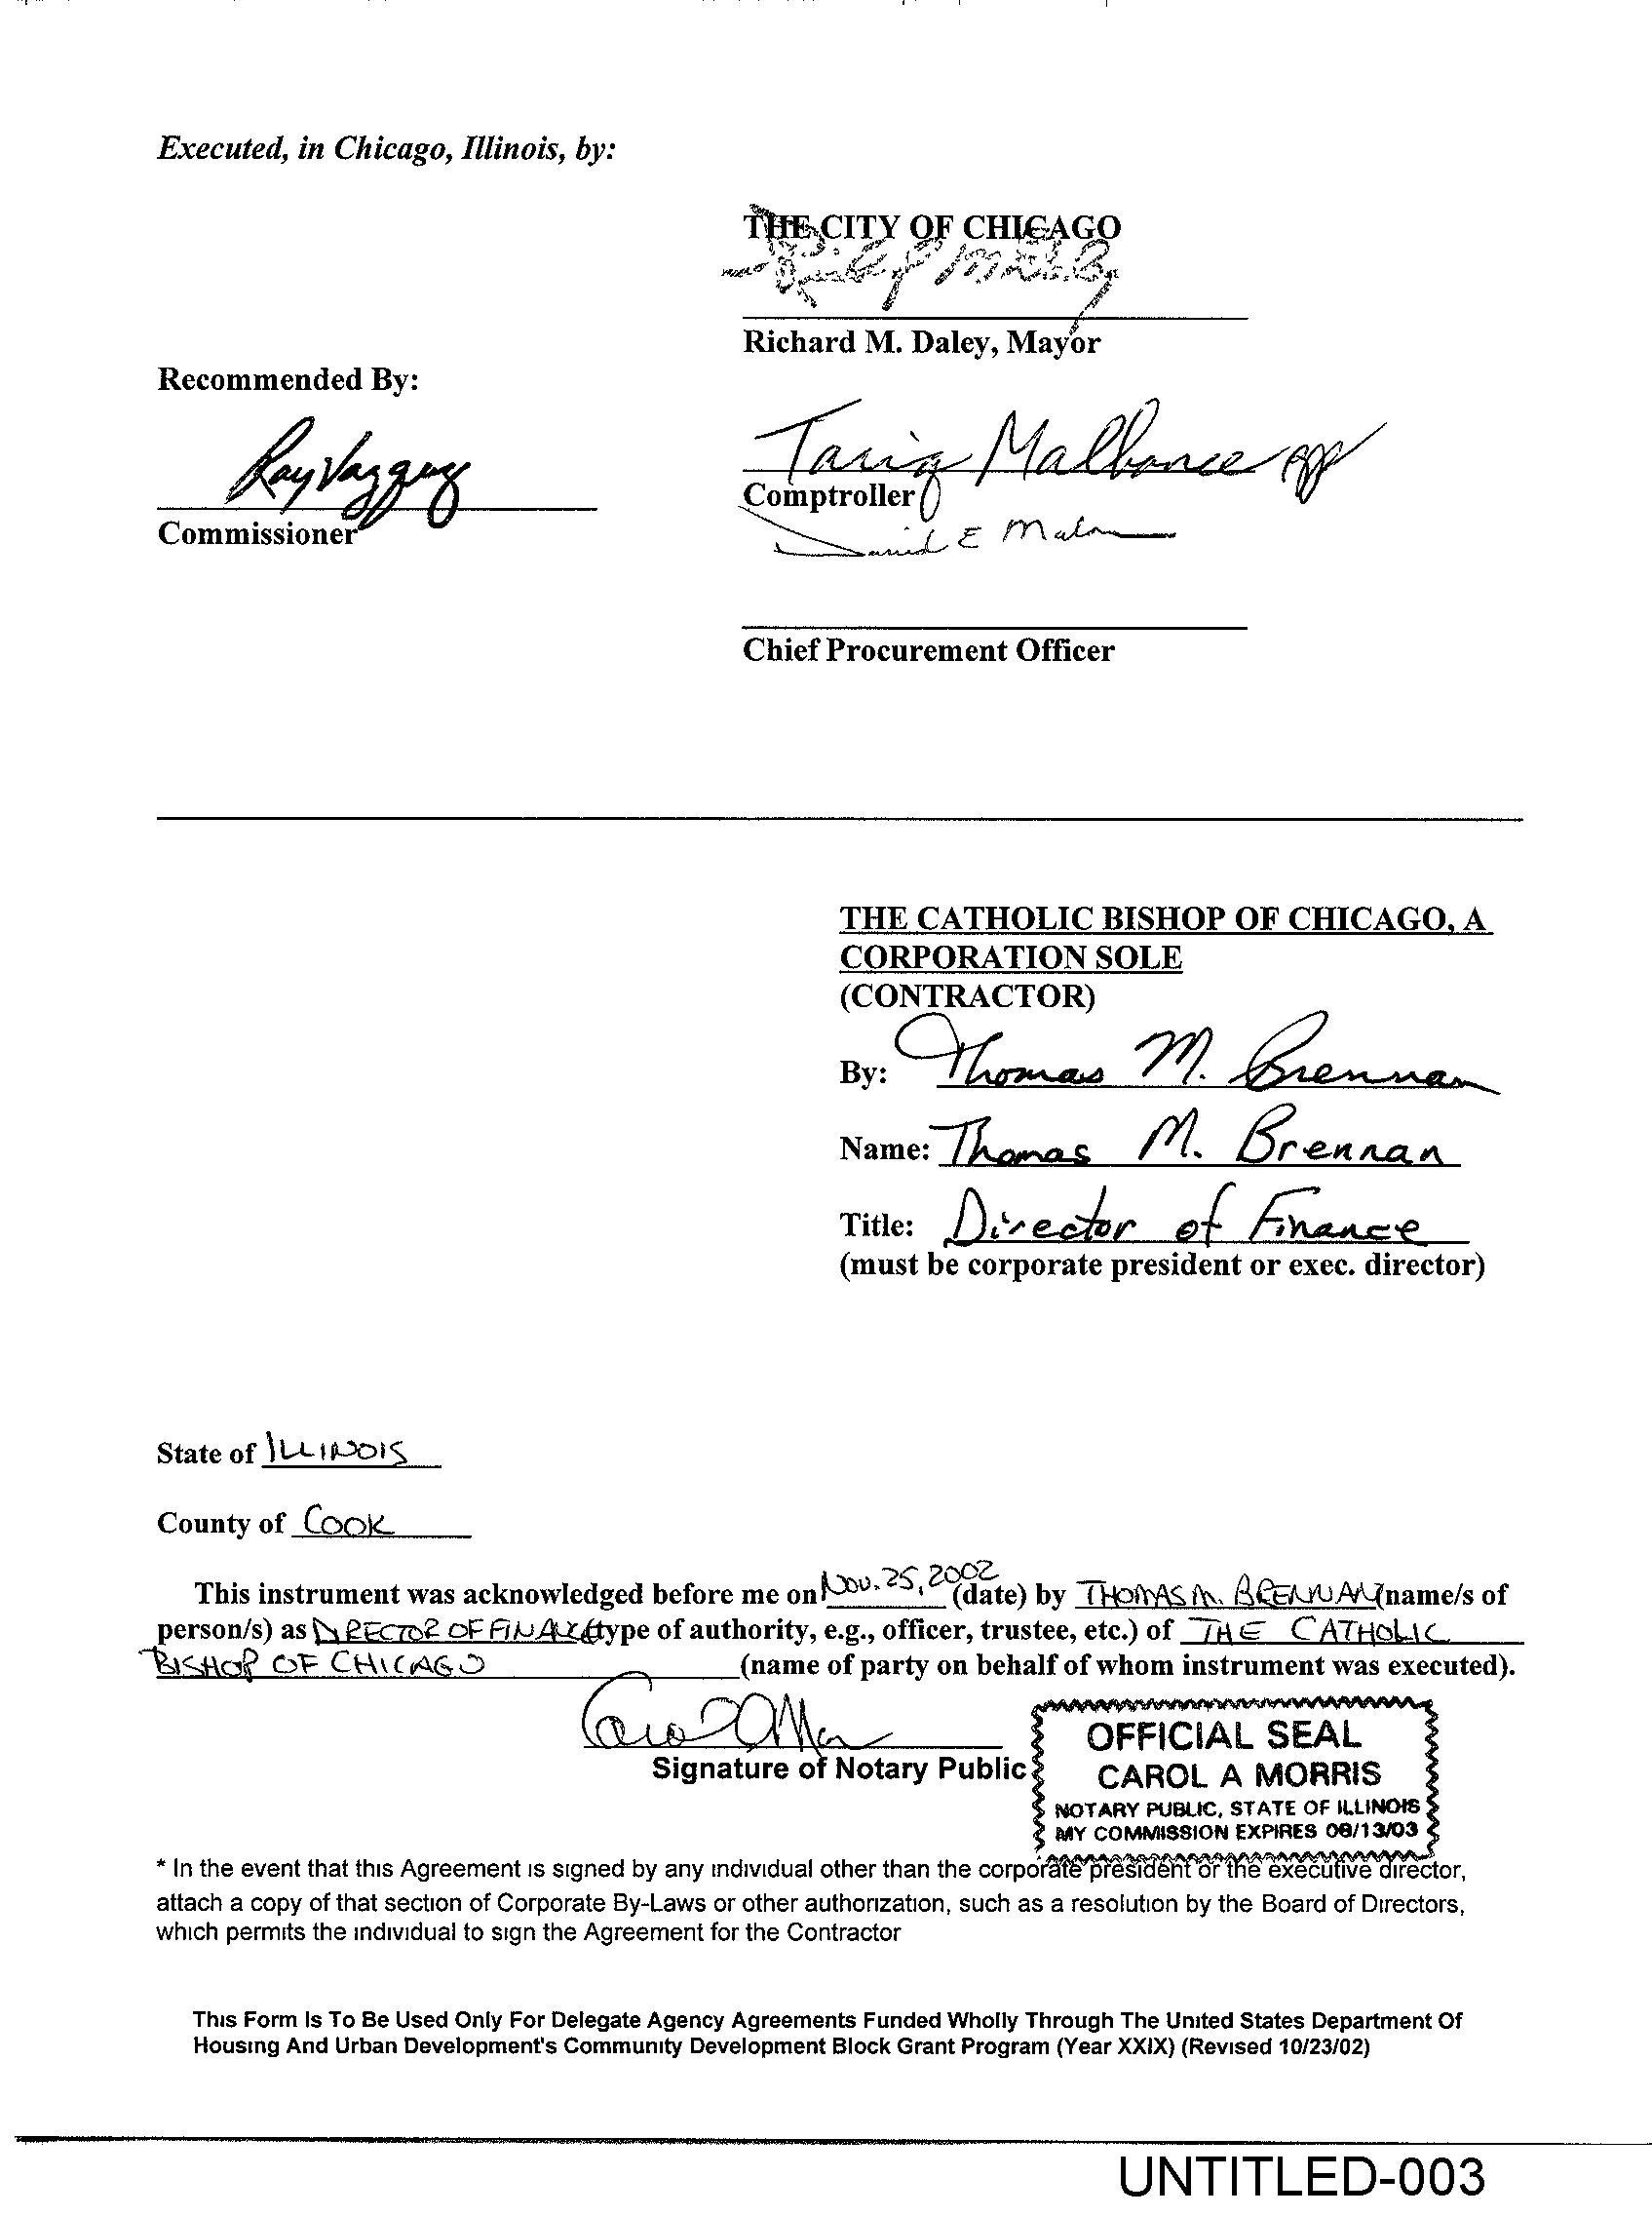 Executed, in Chicago, Illinois, by:
THE CITY OF CHICAGO
Richard M. Daley, Mayor
Recommended By:
Ray Vazquez
Commissioner
Tariq Malhance
Comptroller
David E Malone
Chief Procurement Officer
THE CATHOLIC BISHOP OF CHICAGO, A
CORPORATION SOLE
(CONTRACTOR)
By: Thomas M. Brennan
Name: Thomas M. Brennan
Title: Director of Finance
(must be corporate president or exec. director)
State of ILLINOIS
County of COOK
This instrument was acknowledged before me on Nov. 25, 2002 (date) by THOMAS M. BRENNAN (name/s of
person/s) as DIRECTOR OF FINANCE (type of authority, e.g., officer, trustee, etc.) of THE CATHOLIC
BISHOP OF CHICAGO (name of party on behalf of whom instrument was executed).
Signature of Notary Public
OFFICIAL SEAL
CAROL A MORRIS
NOTARY PUBLIC, STATE OF ILLINOIS
MY COMMISSION EXPIRES 08/13/03
* In the event that this Agreement is signed by any individual other than the corporate president or the executive director,
attach a copy of that section of Corporate By-Laws or other authorization, such as a resolution by the Board of Directors,
which permits the individual to sign the Agreement for the Contractor
This Form Is To Be Used Only For Delegate Agency Agreements Funded Wholly Through The United States Department Of
Housing And Urban Development's Community Development Block Grant Program (Year XXIX) (Revised 10/23/02)
UNTITLED-003